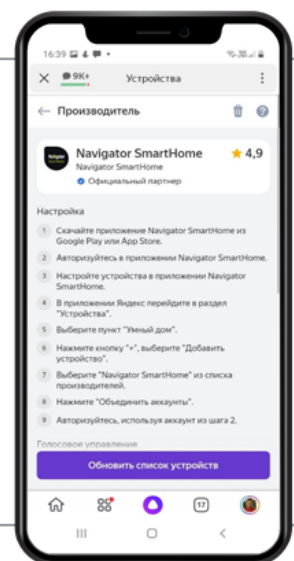 16:39
9K+ Устройства
Производитель
Navigator SmartHome 4,9
Navigator SmartHome
Официальный партнер
Настройка
1 Скачайте приложение Navigator SmartHome из
Google Play или App Store.
2 Авторизуйтесь в приложении Navigator SmartHome.
3 Настройте устройства в приложении Navigator
SmartHome.
4 В приложении Яндекс перейдите в раздел
"Устройства".
5 Выберите пункт "Умный дом".
6 Нажмите кнопку "+", выберите "Добавить
устройство".
7 Выберите "Navigator SmartHome" из списка
производителей.
8 Нажмите "Объединить аккаунты".
9 Авторизуйтесь, используя аккаунт из шага 2.
Голосовое управление
Обновить список устройств
17